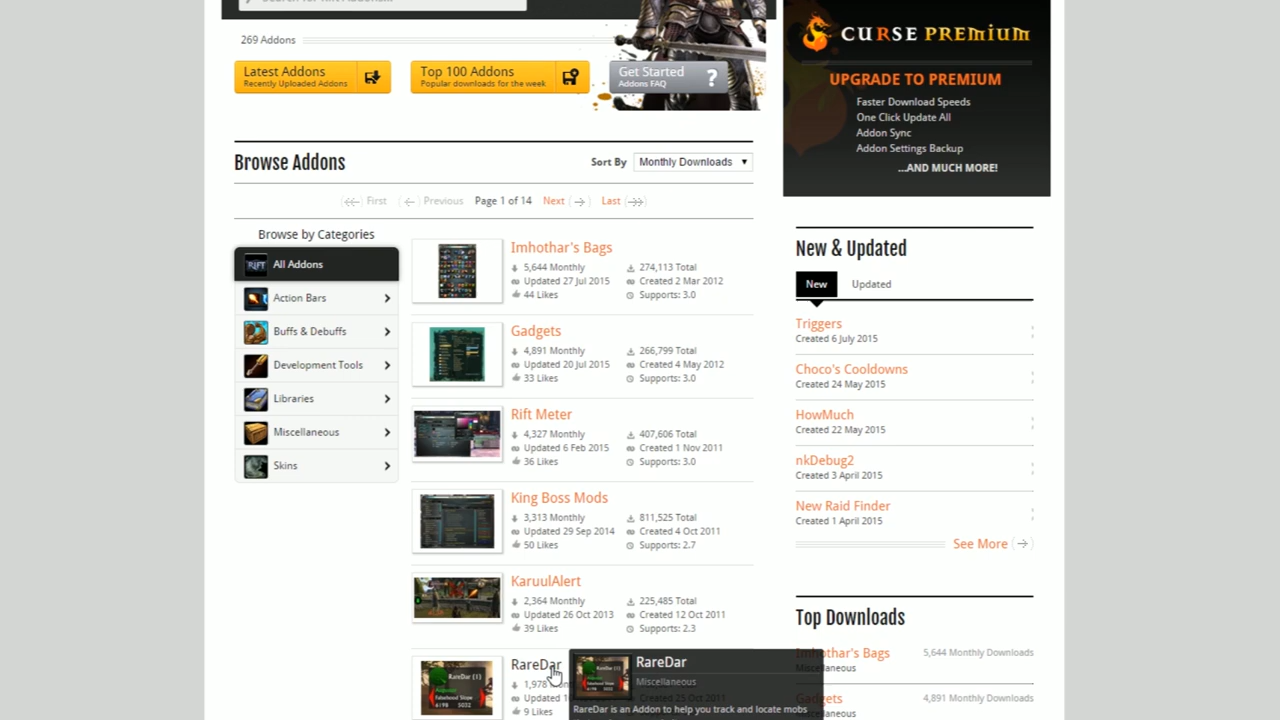 269 Addons
Latest Addons
Recently Uploaded Addons
Top 100 Addons
Popular downloads for the week
Get Started
Addons FAQ
?
CURSE PREMIUM
UPGRADE TO PREMIUM
Faster Download Speeds
One Click Update All
Addon Sync
Addon Settings Backup
...AND MUCH MORE!
Browse Addons
Sort By Monthly Downloads
First Previous Page 1 of 14 Next Last
Browse by Categories
RIFT All Addons
Action Bars
Buffs & Debuffs
Development Tools
Libraries
Miscellaneous
Skins
Imhothar's Bags
5,644 Monthly 274,113 Total
Updated 27 Jul 2015 Created 2 Mar 2012
44 Likes Supports: 3.0
Gadgets
4,891 Monthly 266,799 Total
Updated 20 Jul 2015 Created 4 May 2012
33 Likes Supports: 3.0
Rift Meter
4,327 Monthly 407,606 Total
Updated 6 Feb 2015 Created 1 Nov 2011
36 Likes Supports: 3.0
King Boss Mods
3,313 Monthly 811,525 Total
Updated 29 Sep 2014 Created 4 Oct 2011
50 Likes Supports: 2.7
KaruulAlert
2,364 Monthly 225,485 Total
Updated 26 Oct 2013 Created 12 Oct 2011
39 Likes Supports: 2.3
RareDar
9 Likes
RareDar
Miscellaneous
RareDar is an Addon to help you track and locate mobs
New & Updated
New Updated
Triggers
Created 6 July 2015
Choco's Cooldowns
Created 24 May 2015
HowMuch
Created 22 May 2015
nkDebug2
Created 3 April 2015
New Raid Finder
Created 1 April 2015
See More
Top Downloads
Imhothar's Bags 5,644 Monthly Downloads
Miscellaneous
Gadgets 4,891 Monthly Downloads
Miscellaneous